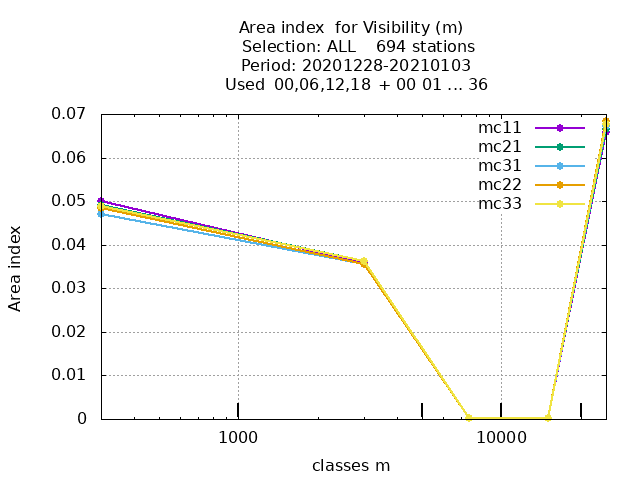 Area index  for Visibility (m)
Selection: ALL    694 stations
Period: 20201228-20210103
Used  00,06,12,18  + 00 01 ... 36
mc11
mc21
mc31
mc22
mc33
0.07
0.06
0.05
0.04
0.03
0.02
0.01
0
Area index
1000
10000
classes m